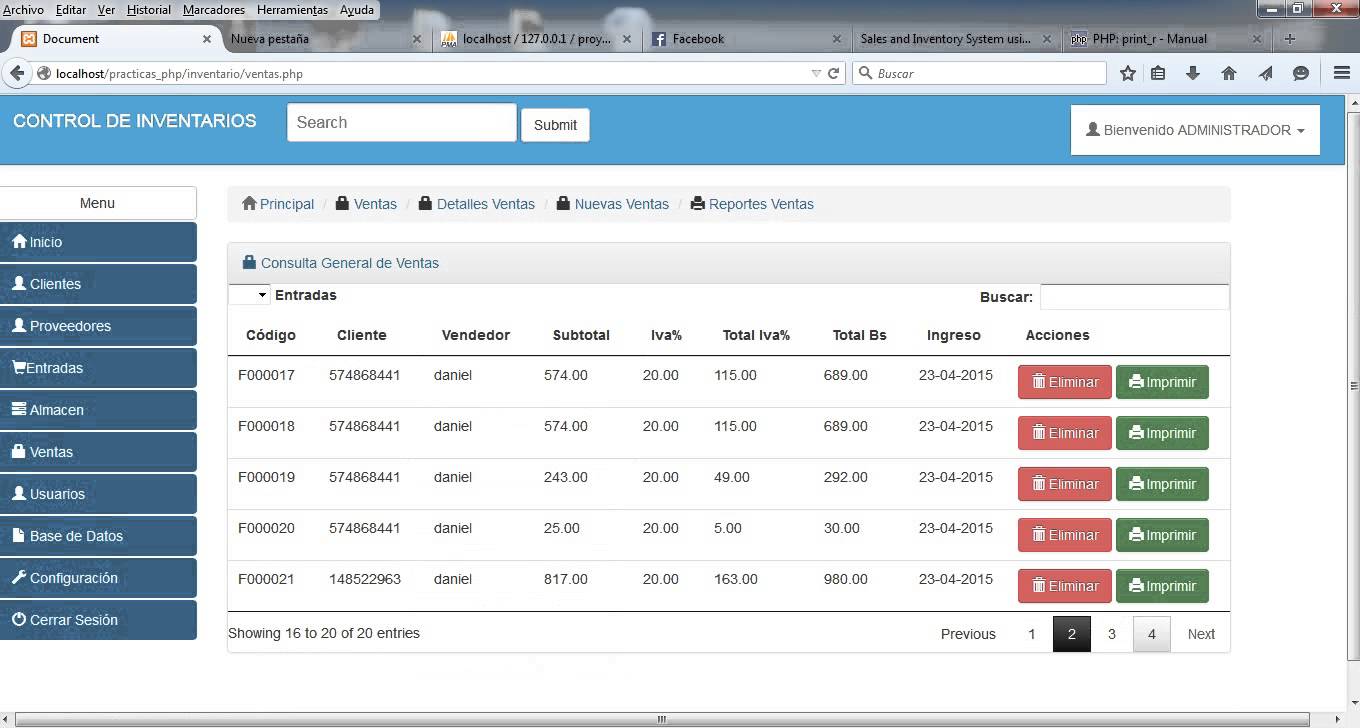 Archivo Editar Ver Historial Marcadores Herramientas Ayuda
Document Nueva pestaña localhost / 127.0.0.1 / proy... Facebook Sales and Inventory System usi... PHP: print_r - Manual
localhost/practicas_php/inventario/ventas.php Buscar
CONTROL DE INVENTARIOS Search Submit Bienvenido ADMINISTRADOR
Menu
Inicio
Clientes
Proveedores
Entradas
Almacen
Ventas
Usuarios
Base de Datos
Configuración
Cerrar Sesión
Principal / Ventas / Detalles Ventas / Nuevas Ventas / Reportes Ventas
Consulta General de Ventas
Entradas Buscar:
Código Cliente Vendedor Subtotal Iva% Total Iva% Total Bs Ingreso Acciones
F000017 574868441 daniel 574.00 20.00 115.00 689.00 23-04-2015 Eliminar Imprimir
F000018 574868441 daniel 574.00 20.00 115.00 689.00 23-04-2015 Eliminar Imprimir
F000019 574868441 daniel 243.00 20.00 49.00 292.00 23-04-2015 Eliminar Imprimir
F000020 574868441 daniel 25.00 20.00 5.00 30.00 23-04-2015 Eliminar Imprimir
F000021 148522963 daniel 817.00 20.00 163.00 980.00 23-04-2015 Eliminar Imprimir
Showing 16 to 20 of 20 entries Previous 1 2 3 4 Next